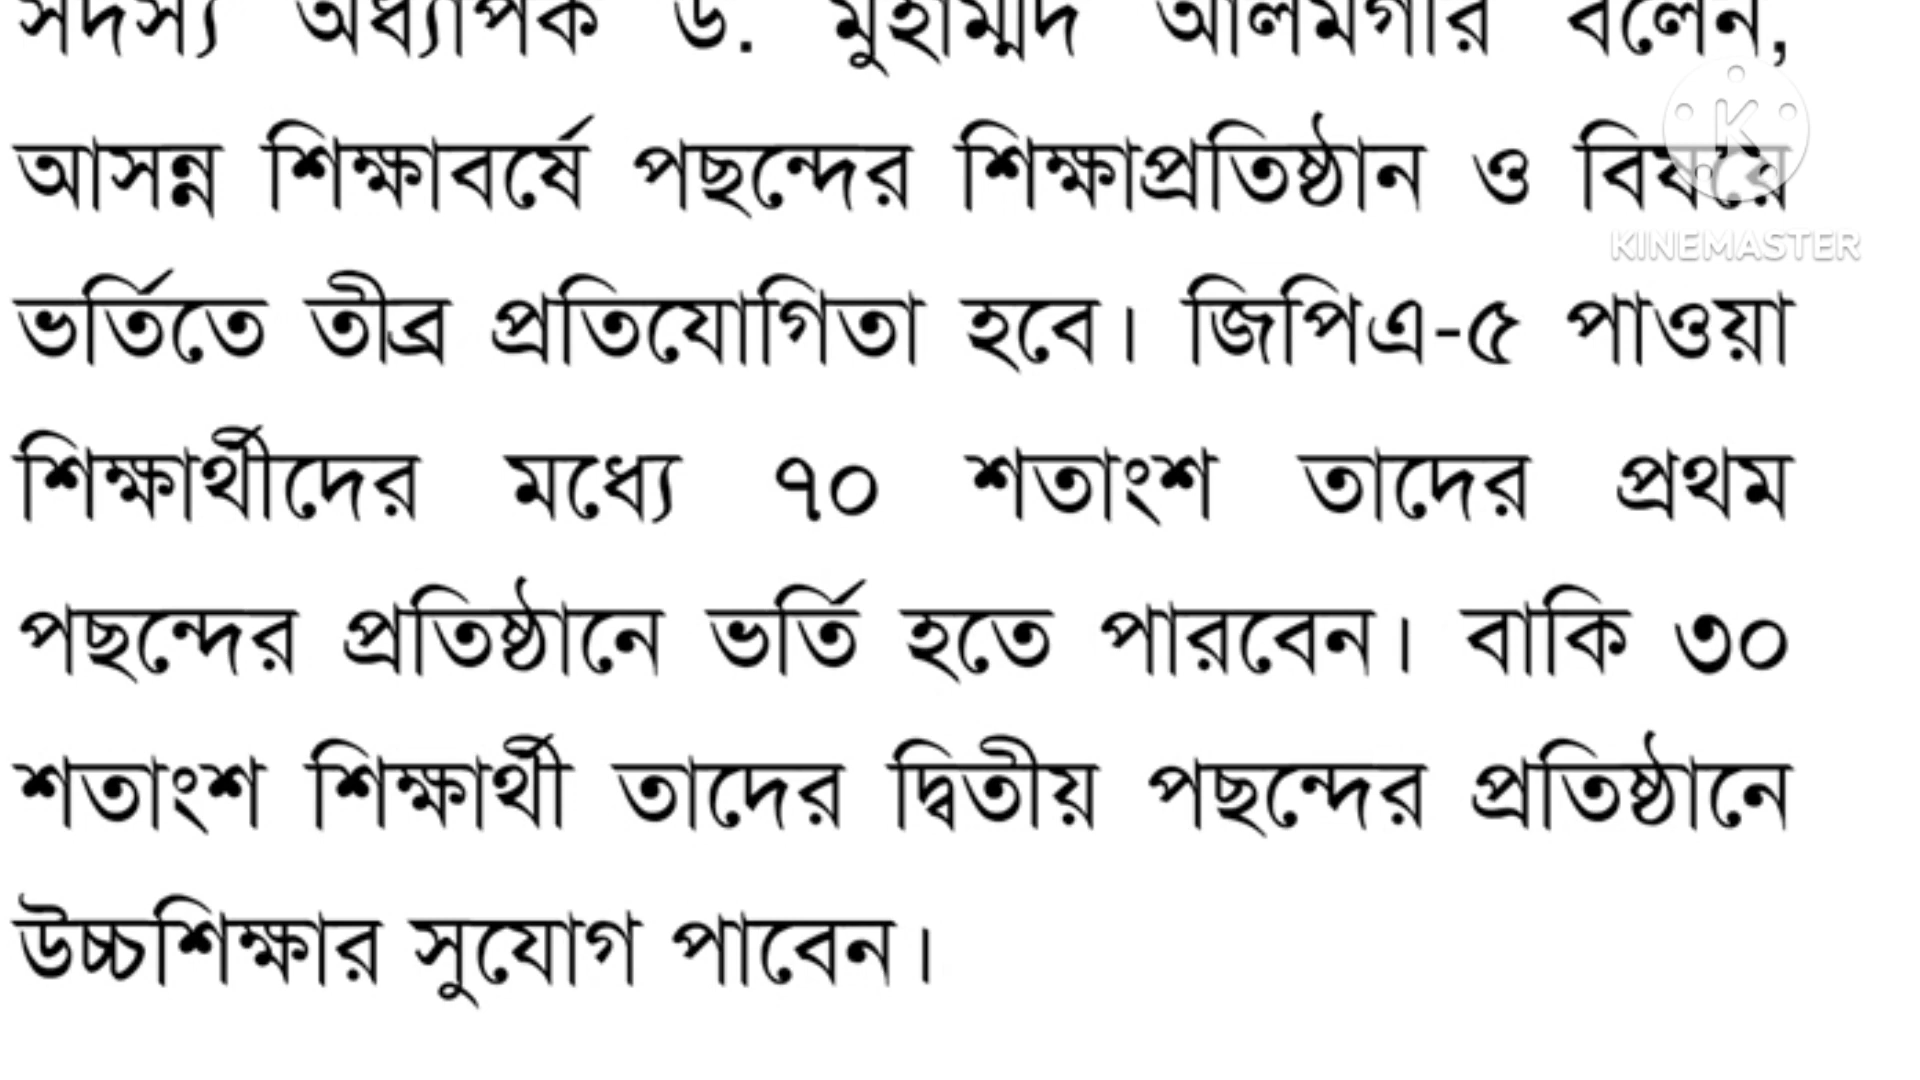 সদস্য অধ্যাপক ড. মুহাম্মদ আলমগীর বলেন,
আসন্ন শিক্ষাবর্ষে পছন্দের শিক্ষাপ্রতিষ্ঠান ও বিষয়ে
KINEMASTER
ভর্তিতে তীব্র প্রতিযোগিতা হবে। জিপিএ-৫ পাওয়া
শিক্ষার্থীদের মধ্যে ৭০ শতাংশ তাদের প্রথম
পছন্দের প্রতিষ্ঠানে ভর্তি হতে পারবেন। বাকি ৩০
শতাংশ শিক্ষার্থী তাদের দ্বিতীয় পছন্দের প্রতিষ্ঠানে
উচ্চশিক্ষার সুযোগ পাবেন।